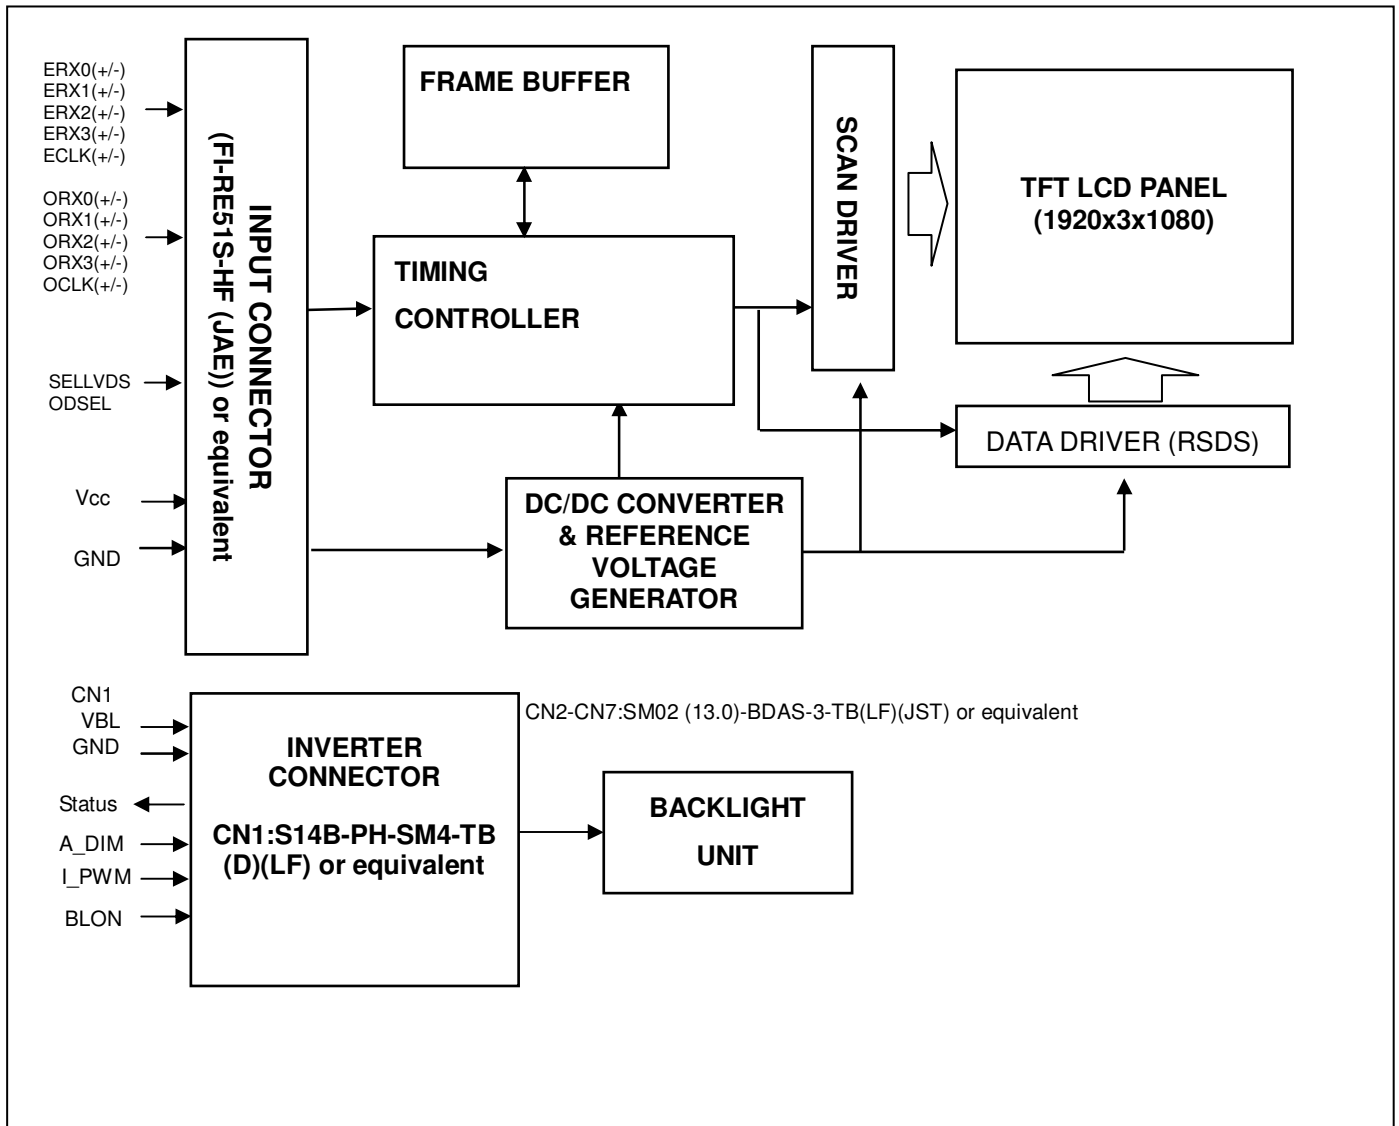 ERX0(+/-)
ERX1(+/-)
ERX2(+/-)
ERX3(+/-)
ECLK(+/-)
ORX0(+/-)
ORX1(+/-)
ORX2(+/-)
ORX3(+/-)
OCLK(+/-)
SELLVDS
ODSEL
Vcc
GND
INPUT CONNECTOR
(FI-RE51S-HF (JAE)) or equivalent
FRAME BUFFER
TIMING
CONTROLLER
SCAN DRIVER
TFT LCD PANEL
(1920x3x1080)
DATA DRIVER (RSDS)
DC/DC CONVERTER
& REFERENCE
VOLTAGE
GENERATOR
CN1
VBL
GND
Status
A_DIM
I_PWM
BLON
INVERTER
CONNECTOR
CN1:S14B-PH-SM4-TB
(D)(LF) or equivalent
CN2-CN7:SM02 (13.0)-BDAS-3-TB(LF)(JST) or equivalent
BACKLIGHT
UNIT